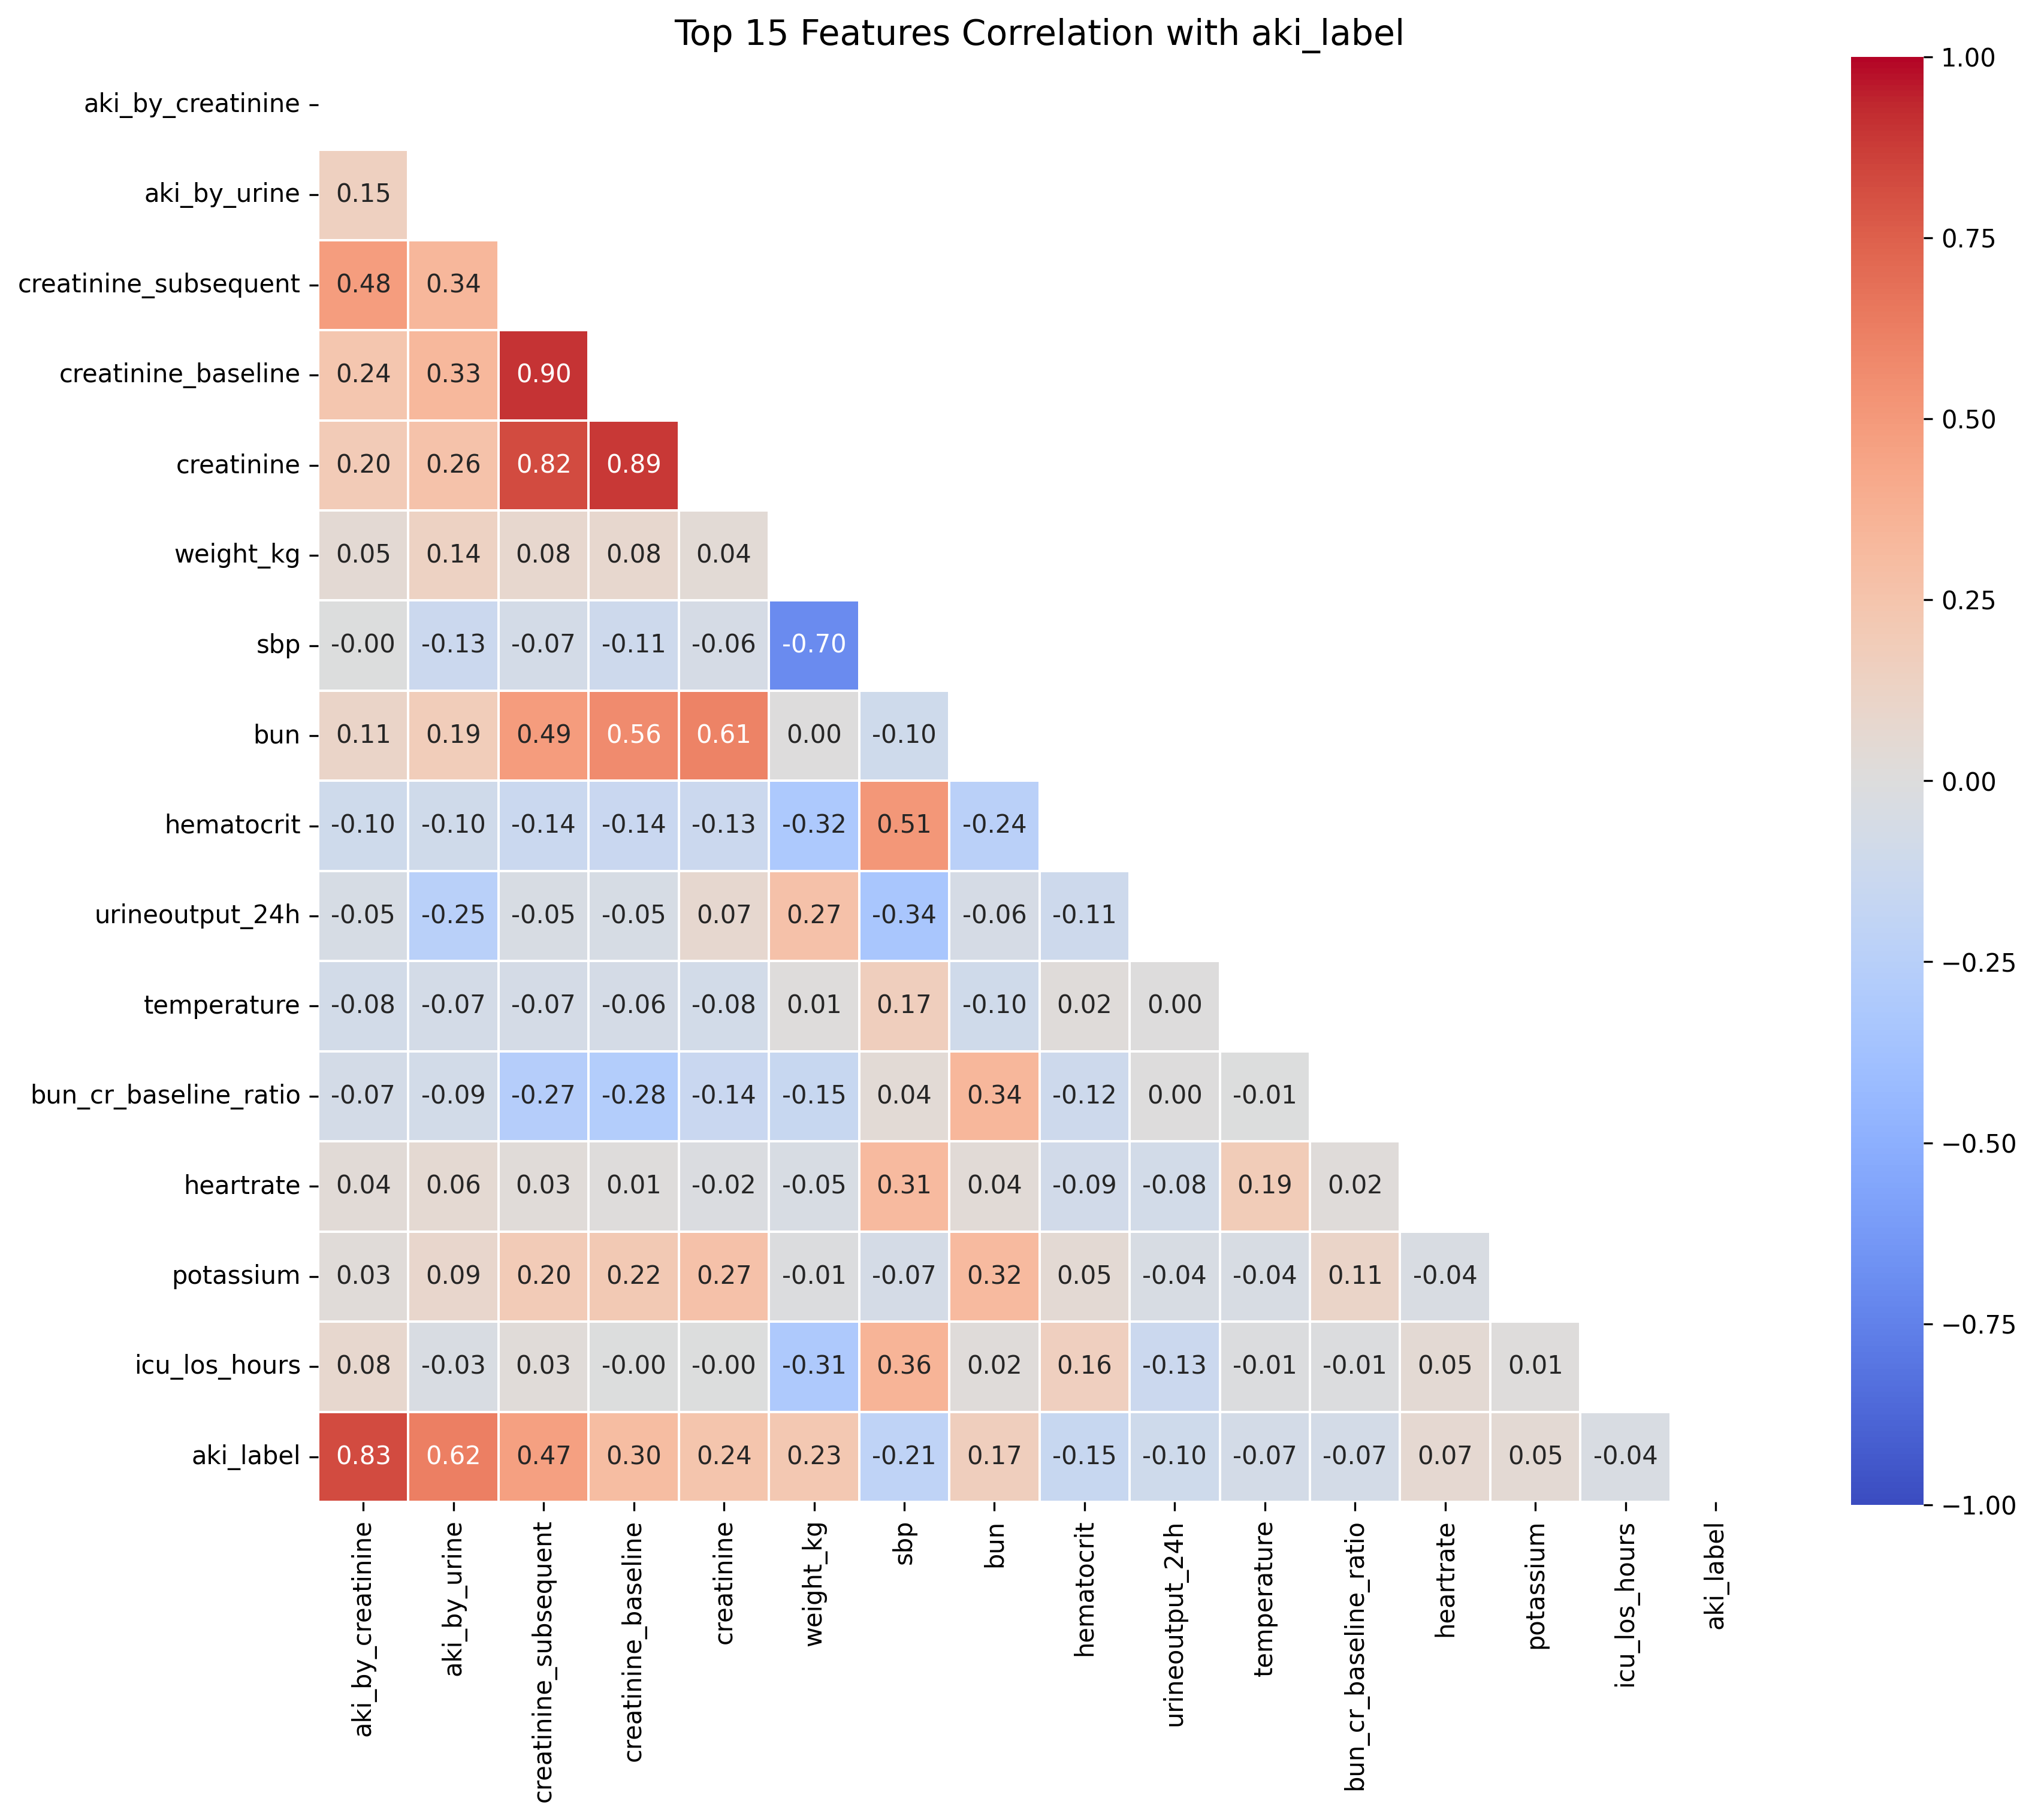 Top 15 Features Correlation with aki_label
1.00
aki_by_creatinine
aki_by_urine 0.15
0.75
creatinine_subsequent 0.48 0.34
creatinine_baseline 0.24 0.33 0.90
0.50
creatinine 0.20 0.26 0.82 0.89
weight_kg 0.05 0.14 0.08 0.08 0.04
0.25
sbp -0.00 -0.13 -0.07 -0.11 -0.06 -0.70
bun 0.11 0.19 0.49 0.56 0.61 0.00 -0.10
0.00
hematocrit -0.10 -0.10 -0.14 -0.14 -0.13 -0.32 0.51 -0.24
urineoutput_24h -0.05 -0.25 -0.05 -0.05 0.07 0.27 -0.34 -0.06 -0.11
−0.25
temperature -0.08 -0.07 -0.07 -0.06 -0.08 0.01 0.17 -0.10 0.02 0.00
bun_cr_baseline_ratio -0.07 -0.09 -0.27 -0.28 -0.14 -0.15 0.04 0.34 -0.12 0.00 -0.01
−0.50
heartrate 0.04 0.06 0.03 0.01 -0.02 -0.05 0.31 0.04 -0.09 -0.08 0.19 0.02
potassium 0.03 0.09 0.20 0.22 0.27 -0.01 -0.07 0.32 0.05 -0.04 -0.04 0.11 -0.04
−0.75
icu_los_hours 0.08 -0.03 0.03 -0.00 -0.00 -0.31 0.36 0.02 0.16 -0.13 -0.01 -0.01 0.05 0.01
aki_label 0.83 0.62 0.47 0.30 0.24 0.23 -0.21 0.17 -0.15 -0.10 -0.07 -0.07 0.07 0.05 -0.04
−1.00
aki_by_creatinine
aki_by_urine
creatinine_subsequent
creatinine_baseline
creatinine
weight_kg
sbp
bun
hematocrit
urineoutput_24h
temperature
bun_cr_baseline_ratio
heartrate
potassium
icu_los_hours
aki_label